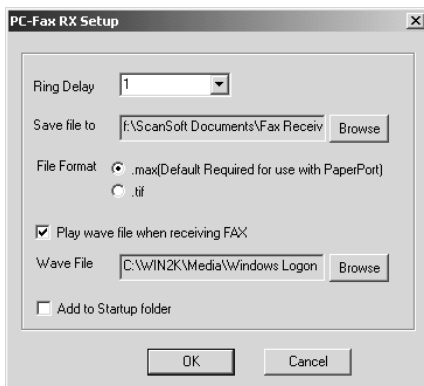 PC-Fax RX Setup
Ring Delay 1
Save file to f:\ScanSoft Documents\Fax Receiv Browse
File Format .max(Default Required for use with PaperPort)
.tif
Play wave file when receiving FAX
Wave File C:\WIN2K\Media\Windows Logon Browse
Add to Startup folder
OK Cancel